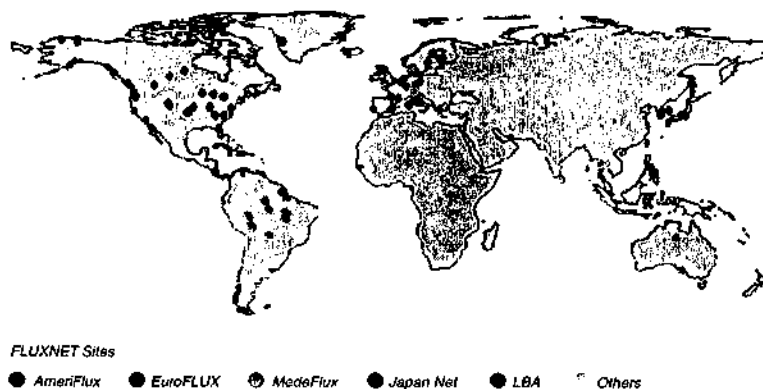 FLUXNET Sites
AmeriFlux EuroFLUX MedeFlux Japan Net LBA Others